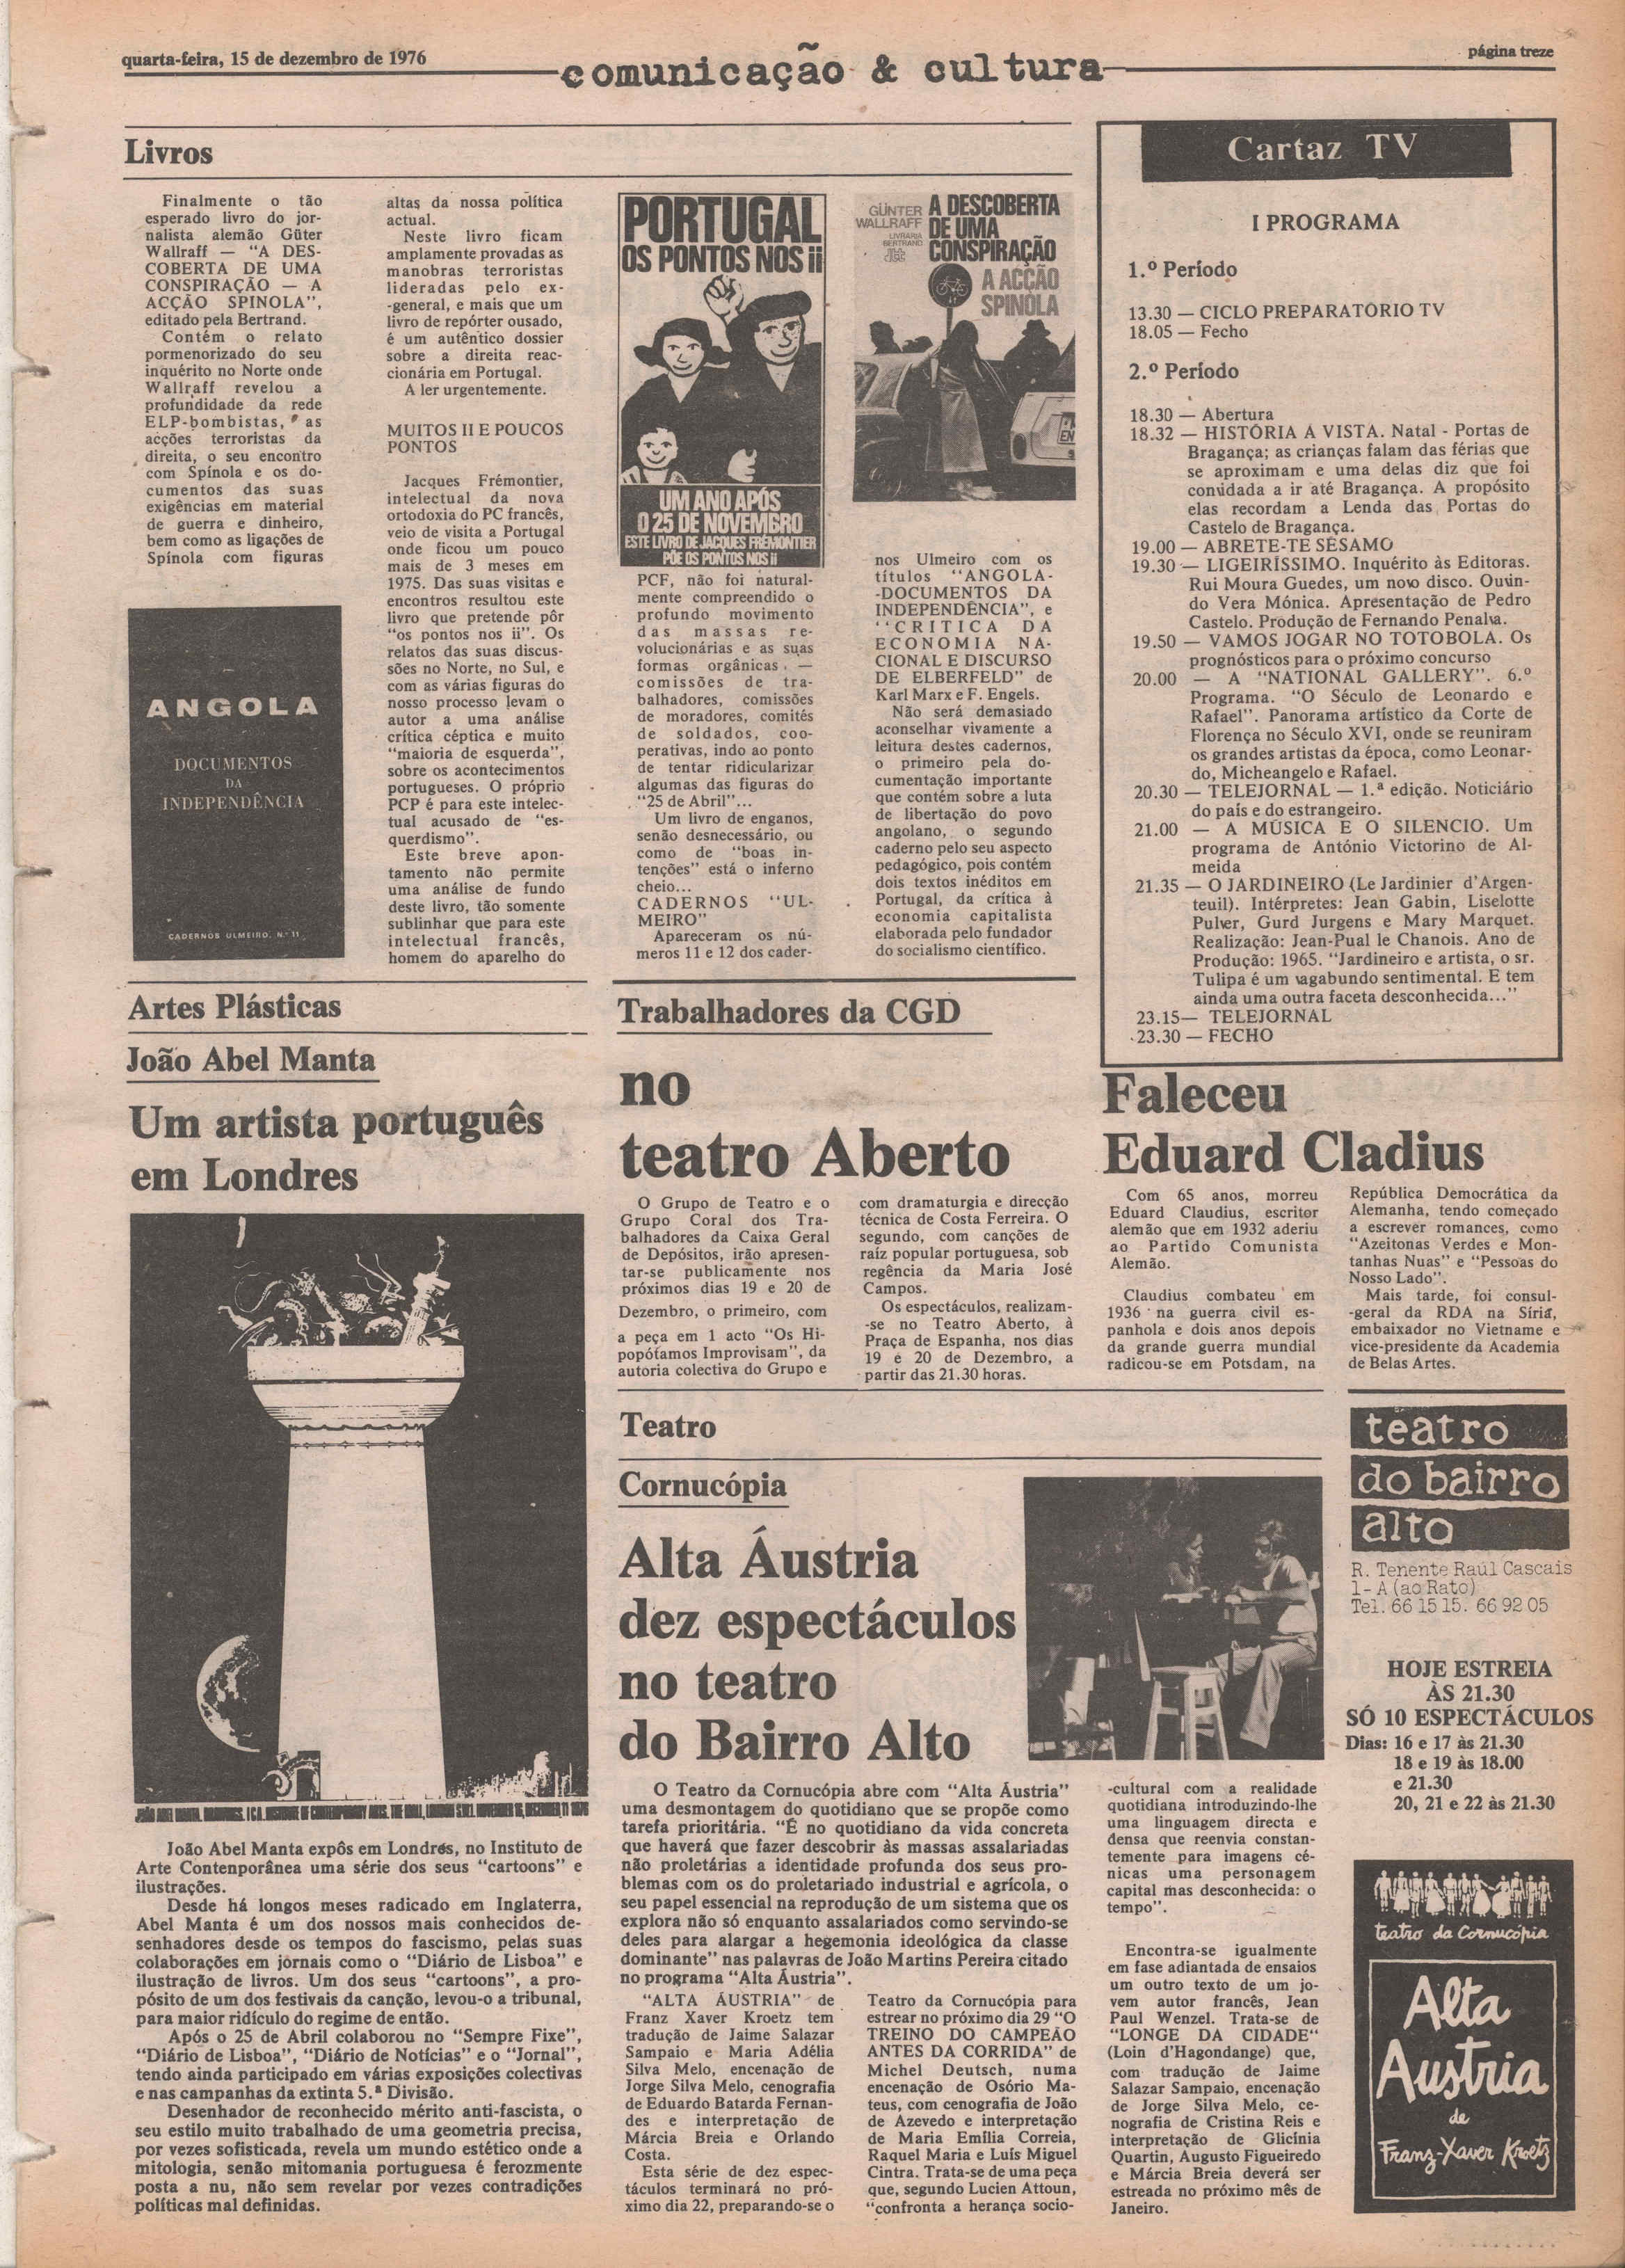 quarta-feira, 15 de dezembro de 1976
comunicação & cultura
página treze
Livros
Finalmente o tão
esperado livro do jor-
nalista alemão Güter
Wallraff — "A DES-
COBERTA DE UMA
CONSPIRAÇÃO — A
ACÇÃO SPINOLA",
editado pela Bertrand.
Contém o relato
pormenorizado do seu
inquérito no Norte onde
Wallraff revelou a
profundidade da rede
ELP-bombistas, as
acções terroristas da
direita, o seu encontro
com Spínola e os do-
cumentos das suas
exigências em material
de guerra e dinheiro,
bem como as ligações de
Spínola com figuras
altas da nossa política
actual.
Neste livro ficam
amplamente provadas as
manobras terroristas
lideradas pelo ex-
-general, e mais que um
livro de repórter ousado,
é um autêntico dossier
sobre a direita reac-
cionária em Portugal.
A ler urgentemente.
MUITOS II E POUCOS
PONTOS
Jacques Frémontier,
intelectual da nova
ortodoxia do PC francês,
veio de visita a Portugal
onde ficou um pouco
mais de 3 meses em
1975. Das suas visitas e
encontros resultou este
livro que pretende pôr
"os pontos nos ii". Os
relatos das suas discus-
sões no Norte, no Sul, e
com as várias figuras do
nosso processo levam o
autor a uma análise
crítica céptica e muito
"maioria de esquerda",
sobre os acontecimentos
portugueses. O próprio
PCP é para este intelec-
tual acusado de "es-
querdismo".
Este breve apon-
tamento não permite
uma análise de fundo
deste livro, tão somente
sublinhar que para este
intelectual francês,
homem do aparelho do
PORTUGAL
OS PONTOS NOS ii
UM ANO APÓS
O 25 DE NOVEMBRO
ESTE LIVRO DE JACQUES FRÉMONTIER
PÕE OS PONTOS NOS ii
GÜNTER
WALLRAFF
LIVRARIA
BERTRAND
A DESCOBERTA
DE UMA
CONSPIRAÇÃO
A ACÇÃO
SPINOLA
EN
ANGOLA
DOCUMENTOS
DA
INDEPENDÊNCIA
CADERNOS ULMEIRO, N.º 11
PCF, não foi natural-
mente compreendido o
profundo movimento
das massas re-
volucionárias e as suas
formas orgânicas —
comissões de tra-
balhadores, comissões
de moradores, comités
de soldados, coo-
perativas, indo ao ponto
de tentar ridicularizar
algumas das figuras do
"25 de Abril"...
Um livro de enganos,
senão desnecessário, ou
como de "boas in-
tenções" está o inferno
cheio...
CADERNOS "UL-
MEIRO"
Apareceram os nú-
meros 11 e 12 dos cader-
nos Ulmeiro com os
títulos "ANGOLA-
-DOCUMENTOS DA
INDEPENDÊNCIA", e
"CRITICA DA
ECONOMIA NA-
CIONAL E DISCURSO
DE ELBERFELD" de
Karl Marx e F. Engels.
Não será demasiado
aconselhar vivamente a
leitura destes cadernos,
o primeiro pela do-
cumentação importante
que contém sobre a luta
de libertação do povo
angolano, o segundo
caderno pelo seu aspecto
pedagógico, pois contém
dois textos inéditos em
Portugal, da crítica à
economia capitalista
elaborada pelo fundador
do socialismo científico.
Cartaz TV
I PROGRAMA
1.º Período
13.30 — CICLO PREPARATÓRIO TV
18.05 — Fecho
2.º Período
18.30 — Abertura
18.32 — HISTÓRIA À VISTA. Natal - Portas de
Bragança; as crianças falam das férias que
se aproximam e uma delas diz que foi
convidada a ir até Bragança. A propósito
elas recordam a Lenda das Portas do
Castelo de Bragança.
19.00 — ABRETE-TE SÉSAMO
19.30 — LIGEIRÍSSIMO. Inquérito às Editoras.
Rui Moura Guedes, um novo disco. Ouvin-
do Vera Mónica. Apresentação de Pedro
Castelo. Produção de Fernando Penalva.
19.50 — VAMOS JOGAR NO TOTOBOLA. Os
prognósticos para o próximo concurso
20.00 — A "NATIONAL GALLERY". 6.º
Programa. "O Século de Leonardo e
Rafael". Panorama artístico da Corte de
Florença no Século XVI, onde se reuniram
os grandes artistas da época, como Leonar-
do, Micheangelo e Rafael.
20.30 — TELEJORNAL — 1.ª edição. Noticiário
do país e do estrangeiro.
21.00 — A MÚSICA E O SILENCIO. Um
programa de António Victorino de Al-
meida
21.35 — O JARDINEIRO (Le Jardinier d'Argen-
teuil). Intérpretes: Jean Gabin, Liselotte
Pulver, Gurd Jurgens e Mary Marquet.
Realização: Jean-Pual le Chanois. Ano de
Produção: 1965. "Jardineiro e artista, o sr.
Tulipa é um vagabundo sentimental. E tem
ainda uma outra faceta desconhecida..."
23.15— TELEJORNAL
23.30 — FECHO
Artes Plásticas
João Abel Manta
Um artista português
em Londres
JOÃO ABEL MANTA. DRAWINGS. I C A. INSTITUTE OF CONTEMPORARY ARTS. THE MALL, LONDON S.W.1. NOVEMBER 16, DECEMBER 11 1976
João Abel Manta expôs em Londres, no Instituto de
Arte Contenporânea uma série dos seus "cartoons" e
ilustrações.
Desde há longos meses radicado em Inglaterra,
Abel Manta é um dos nossos mais conhecidos de-
senhadores desde os tempos do fascismo, pelas suas
colaborações em jornais como o "Diário de Lisboa" e
ilustração de livros. Um dos seus "cartoons", a pro-
pósito de um dos festivais da canção, levou-o a tribunal,
para maior ridículo do regime de então.
Após o 25 de Abril colaborou no "Sempre Fixe",
"Diário de Lisboa", "Diário de Notícias" e o "Jornal",
tendo ainda participado em várias exposições colectivas
e nas campanhas da extinta 5.ª Divisão.
Desenhador de reconhecido mérito anti-fascista, o
seu estilo muito trabalhado de uma geometria precisa,
por vezes sofisticada, revela um mundo estético onde a
mitologia, senão mitomania portuguesa é ferozmente
posta a nu, não sem revelar por vezes contradições
políticas mal definidas.
Trabalhadores da CGD
no
teatro Aberto
O Grupo de Teatro e o
Grupo Coral dos Tra-
balhadores da Caixa Geral
de Depósitos, irão apresen-
tar-se publicamente nos
próximos dias 19 e 20 de
Dezembro, o primeiro, com
a peça em 1 acto "Os Hi-
popótamos Improvisam", da
autoria colectiva do Grupo e
com dramaturgia e direcção
técnica de Costa Ferreira. O
segundo, com canções de
raíz popular portuguesa, sob
regência da Maria José
Campos.
Os espectáculos, realizam-
-se no Teatro Aberto, à
Praça de Espanha, nos dias
19 e 20 de Dezembro, a
partir das 21.30 horas.
Faleceu
Eduard Cladius
Com 65 anos, morreu
Eduard Claudius, escritor
alemão que em 1932 aderiu
ao Partido Comunista
Alemão.
Claudius combateu em
1936 na guerra civil es-
panhola e dois anos depois
da grande guerra mundial
radicou-se em Potsdam, na
República Democrática da
Alemanha, tendo começado
a escrever romances, como
"Azeitonas Verdes e Mon-
tanhas Nuas" e "Pessoas do
Nosso Lado".
Mais tarde, foi consul-
-geral da RDA na Síria,
embaixador no Vietname e
vice-presidente da Academia
de Belas Artes.
Teatro
Cornucópia
Alta Áustria
dez espectáculos
no teatro
do Bairro Alto
O Teatro da Cornucópia abre com "Alta Áustria"
uma desmontagem do quotidiano que se propõe como
tarefa prioritária. "É no quotidiano da vida concreta
que haverá que fazer descobrir às massas assalariadas
não proletárias a identidade profunda dos seus pro-
blemas com os do proletariado industrial e agrícola, o
seu papel essencial na reprodução de um sistema que os
explora não só enquanto assalariados como servindo-se
deles para alargar a hegemonia ideológica da classe
dominante" nas palavras de João Martins Pereira citado
no programa "Alta Áustria".
"ALTA ÁUSTRIA" de
Franz Xaver Kroetz tem
tradução de Jaime Salazar
Sampaio e Maria Adélia
Silva Melo, encenação de
Jorge Silva Melo, cenografia
de Eduardo Batarda Fernan-
des e interpretação de
Márcia Breia e Orlando
Costa.
Esta série de dez espec-
táculos terminará no pró-
ximo dia 22, preparando-se o
Teatro da Cornucópia para
estrear no próximo dia 29 "O
TREINO DO CAMPEÃO
ANTES DA CORRIDA" de
Michel Deutsch, numa
encenação de Osório Ma-
teus, com cenografia de João
de Azevedo e interpretação
de Maria Emília Correia,
Raquel Maria e Luís Miguel
Cintra. Trata-se de uma peça
que, segundo Lucien Attoun,
"confronta a herança socio-
-cultural com a realidade
quotidiana introduzindo-lhe
uma linguagem directa e
densa que reenvia constan-
temente para imagens cé-
nicas uma personagem
capital mas desconhecida: o
tempo".
Encontra-se igualmente
em fase adiantada de ensaios
um outro texto de um jo-
vem autor francês, Jean
Paul Wenzel. Trata-se de
"LONGE DA CIDADE"
(Loin d'Hagondange) que,
com tradução de Jaime
Salazar Sampaio, encenação
de Jorge Silva Melo, ce-
nografia de Cristina Reis e
interpretação de Glicínia
Quartin, Augusto Figueiredo
e Márcia Breia deverá ser
estreada no próximo mês de
Janeiro.
teatro
do bairro
alto
R. Tenente Raúl Cascais
1-A (ao Rato)
Tel. 66 15 15. 66 92 05
HOJE ESTREIA
ÀS 21.30
SÓ 10 ESPECTÁCULOS
Dias: 16 e 17 às 21.30
18 e 19 às 18.00
e 21.30
20, 21 e 22 às 21.30
teatro da Cornucópia
Alta
Austria
de
Franz-Xaver Kroetz